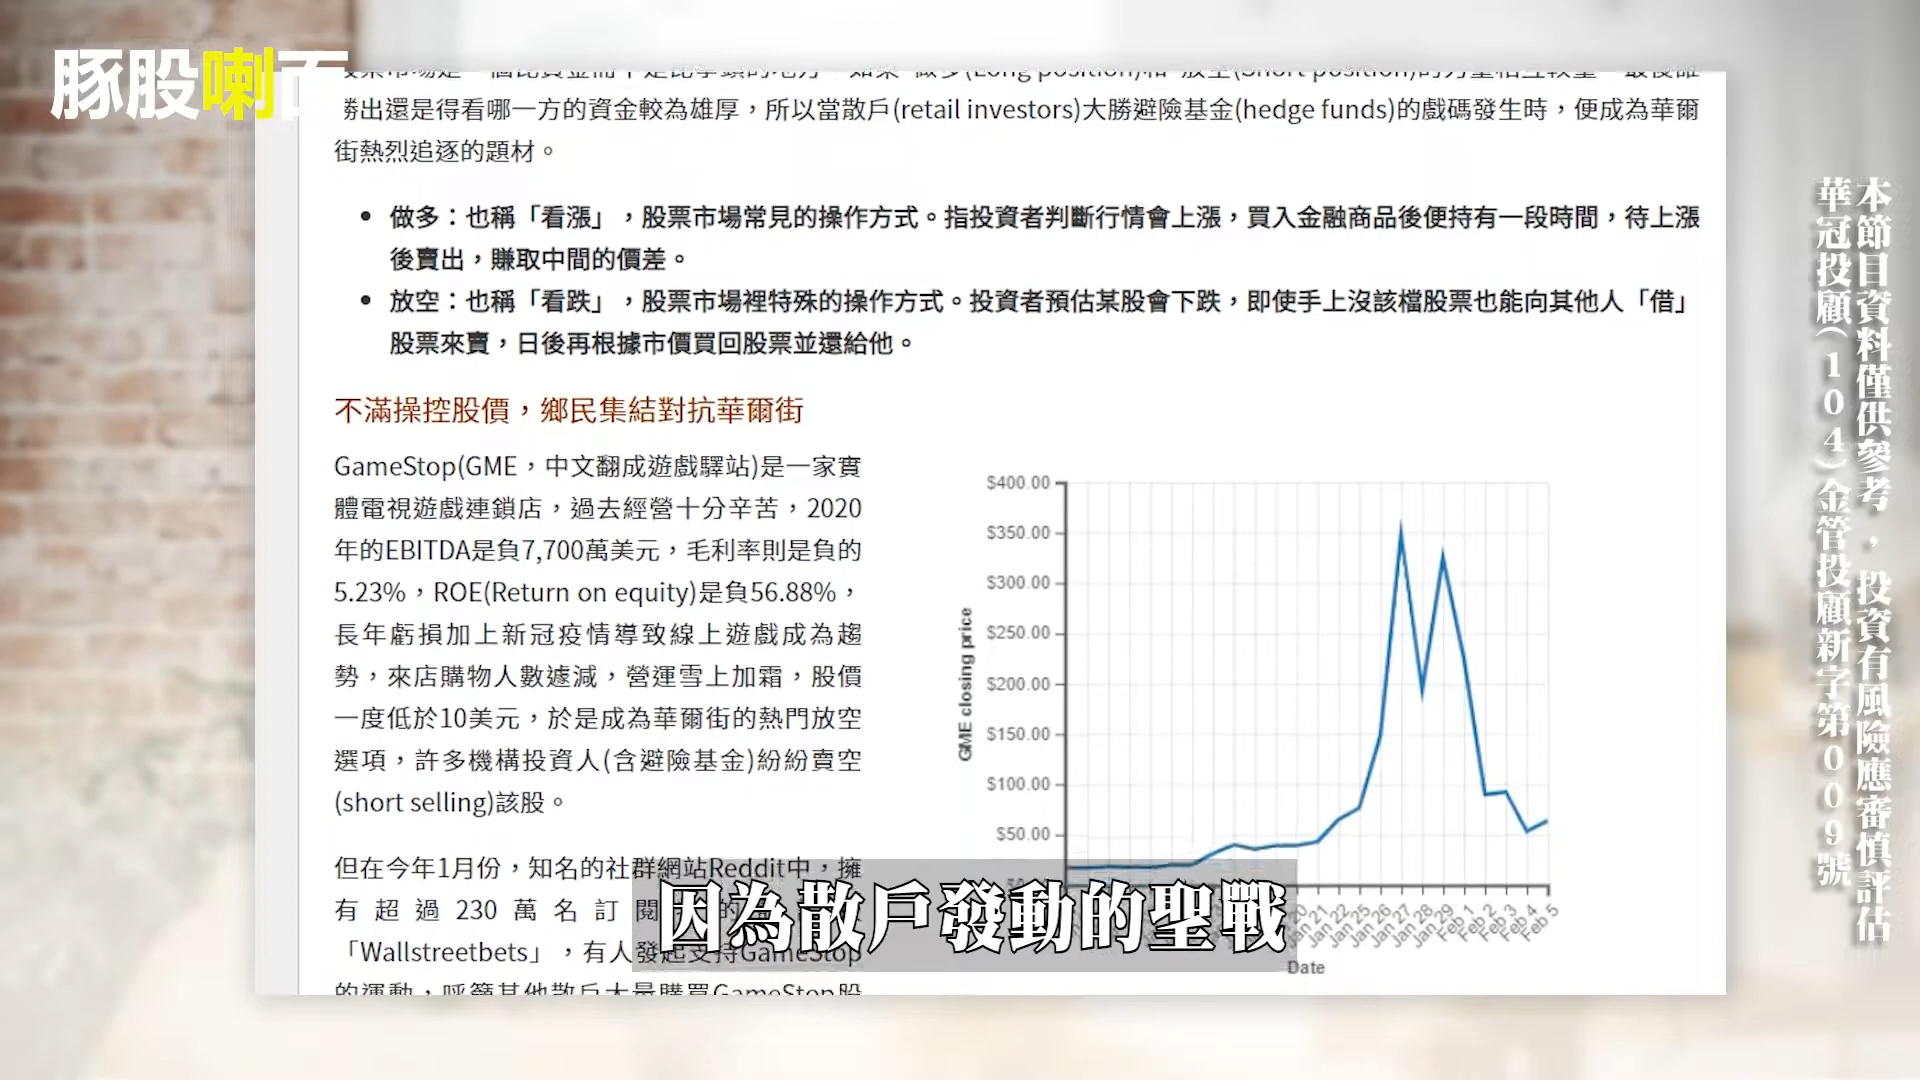 豚股喇
勝出還是得看哪一方的資金較為雄厚，所以當散戶(retail investors)大勝避險基金(hedge funds)的戲碼發生時，便成為華爾
街熱烈追逐的題材。
• 做多：也稱「看漲」，股票市場常見的操作方式。指投資者判斷行情會上漲，買入金融商品後便持有一段時間，待上漲
後賣出，賺取中間的價差。
• 放空：也稱「看跌」，股票市場裡特殊的操作方式。投資者預估某股會下跌，即使手上沒該檔股票也能向其他人「借」
股票來賣，日後再根據市價買回股票並還給他。
不滿操控股價，鄉民集結對抗華爾街
GameStop(GME，中文翻成遊戲驛站)是一家實
體電視遊戲連鎖店，過去經營十分辛苦，2020
年的EBITDA是負7,700萬美元，毛利率則是負的
5.23%，ROE(Return on equity)是負56.88%，
長年虧損加上新冠疫情導致線上遊戲成為趨
勢，來店購物人數遽減，營運雪上加霜，股價
一度低於10美元，於是成為華爾街的熱門放空
選項，許多機構投資人(含避險基金)紛紛賣空
(short selling)該股。
但在今年1月份，知名的社群網站Reddit中，擁
有超過230萬名訂閱
「Wallstreetbets」，有人發起支持GameStop
$400.00
$350.00
$300.00
$250.00
$200.00
$150.00
$100.00
$50.00
GME closing price
Jan 21
Jan 22
Jan 25
Jan 26
Jan 27
Jan 28
Jan 29
Feb 1
Feb 2
Feb 3
Feb 4
Feb 5
Date
因為散戶發動的聖戰
本節目資料僅供參考，投資有風險應審慎評估
華冠投顧(104)金管投顧新字第009號